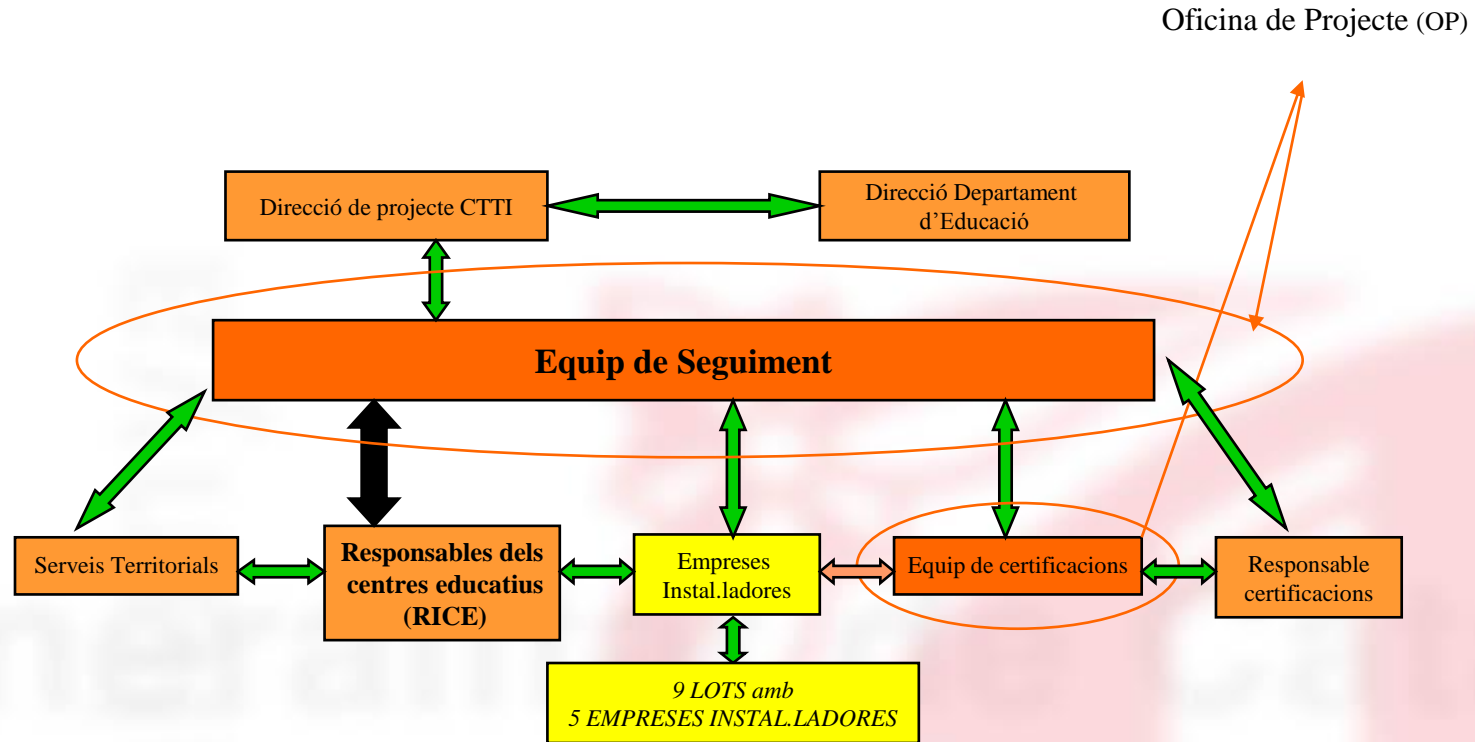 Oficina de Projecte (OP)
Direcció de projecte CTTI
Direcció Departament
d’Educació
Equip de Seguiment
Serveis Territorials
Responsables dels
centres educatius
(RICE)
Empreses
Instal.ladores
Equip de certificacions
Responsable
certificacions
9 LOTS amb
5 EMPRESES INSTAL.LADORES